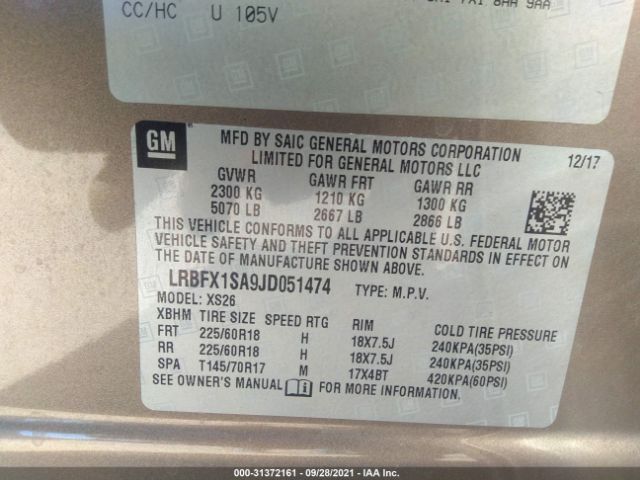 CC/HC U 105V
GM
MFD BY SAIC GENERAL MOTORS CORPORATION
LIMITED FOR GENERAL MOTORS LLC
12/17
GVWR GAWR FRT GAWR RR
2300 KG 1210 KG 1300 KG
5070 LB 2667 LB 2866 LB
THIS VEHICLE CONFORMS TO ALL APPLICABLE U.S. FEDERAL MOTOR
VEHICLE SAFETY AND THEFT PREVENTION STANDARDS IN EFFECT ON
THE DATE OF MANUFACTURE SHOWN ABOVE.
LRBFX1SA9JD051474 TYPE: M.P.V.
MODEL: XS26
XBHM TIRE SIZE SPEED RTG RIM COLD TIRE PRESSURE
FRT 225/60R18 H 18X7.5J 240KPA(35PSI)
RR 225/60R18 H 18X7.5J 240KPA(35PSI)
SPA T145/70R17 M 17X4BT 420KPA(60PSI)
SEE OWNER'S MANUAL FOR MORE INFORMATION.
000-31372161 | 09/28/2021 | IAA Inc.